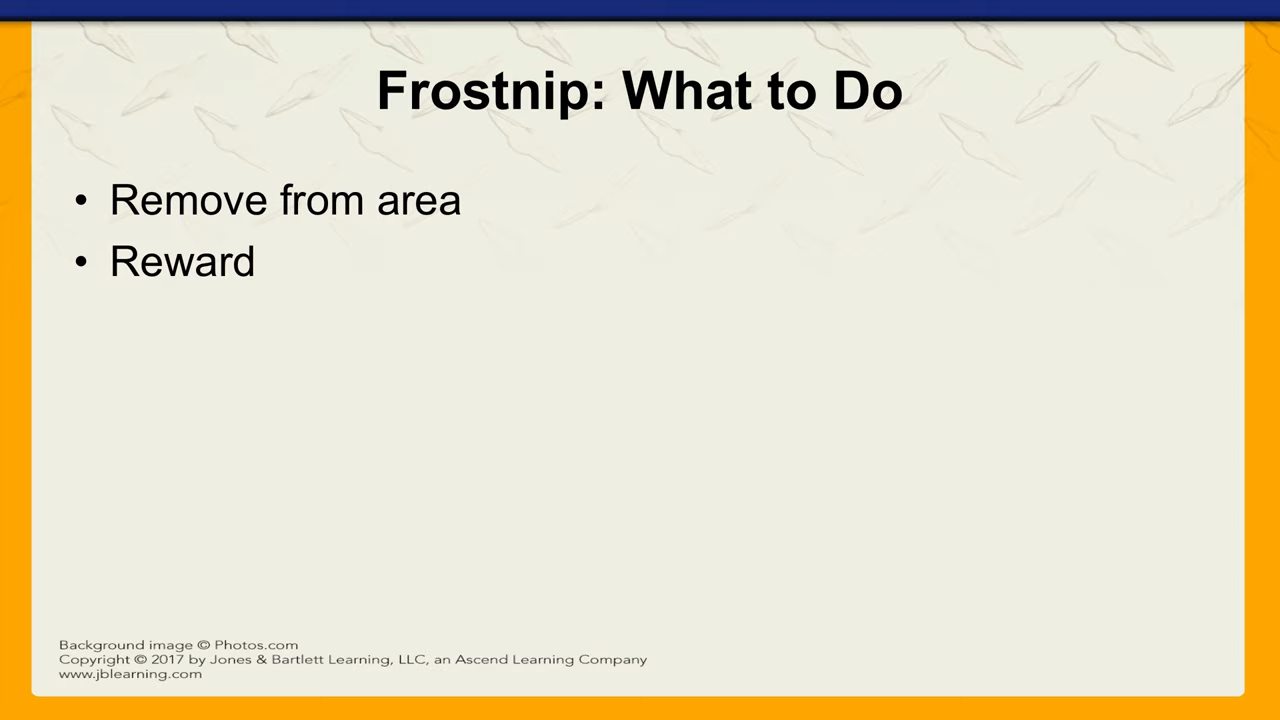 Frostnip: What to Do
• Remove from area
• Reward
Background image © Photos.com
Copyright © 2017 by Jones & Bartlett Learning, LLC, an Ascend Learning Company
www.jblearning.com